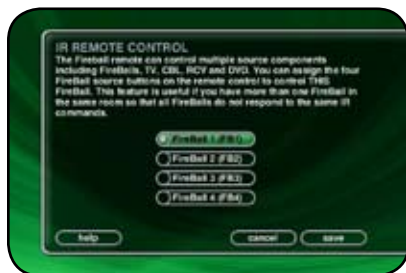 IR REMOTE CONTROL
The Fireball remote can control multiple source components
including FireBalls, TV, CBL, RCV and DVD. You can assign the four
FireBall source buttons on the remote control to control THIS
FireBall. This feature is useful if you have more than one FireBall in
the same room so that all FireBalls do not respond to the same IR
commands.
FireBall 1 (FB1)
FireBall 2 (FB2)
FireBall 3 (FB3)
FireBall 4 (FB4)
help
cancel
save